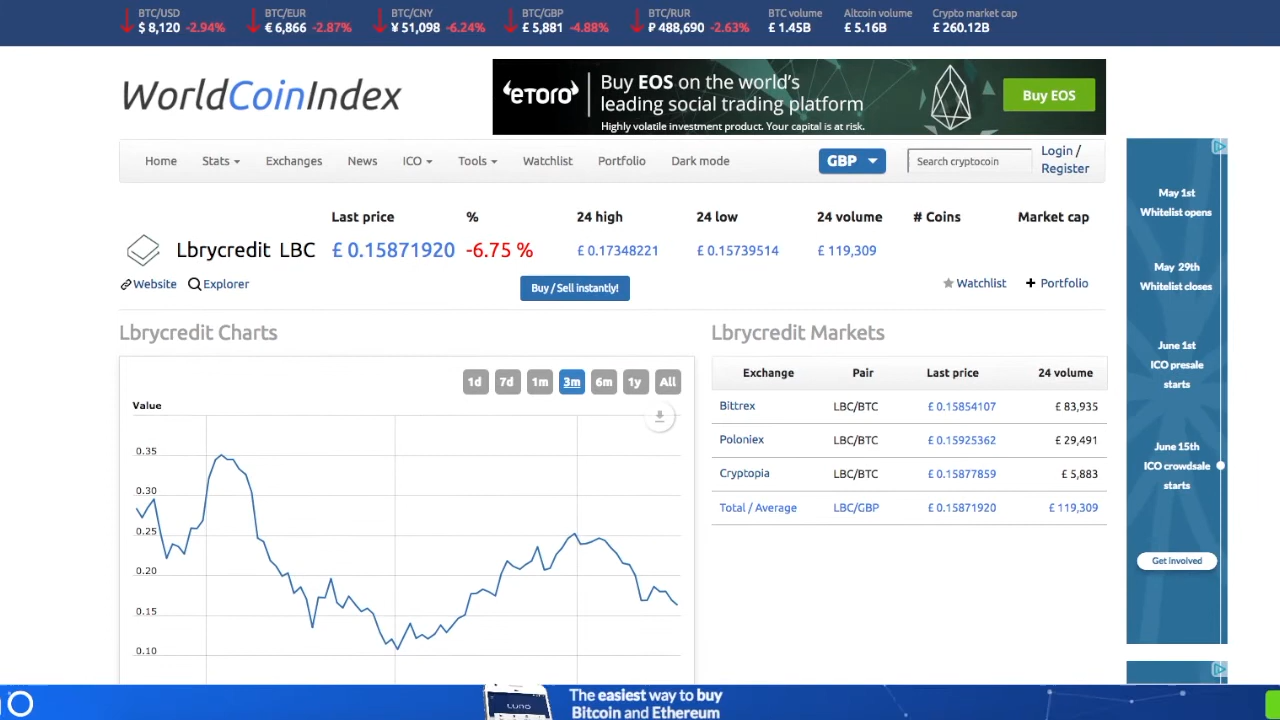 BTC/USD
$ 8,120 -2.94%
BTC/EUR
€ 6,866 -2.87%
BTC/CNY
¥ 51,098 -6.24%
BTC/GBP
£ 5,881 -4.88%
BTC/RUR
₽ 488,690 -2.63%
BTC volume
£ 1.45B
Altcoin volume
£ 5.16B
Crypto market cap
£ 260.12B
WorldCoinIndex
eTORO
Buy EOS on the world's
leading social trading platform
Highly volatile investment product. Your capital is at risk.
Buy EOS
Home Stats Exchanges News ICO Tools Watchlist Portfolio Dark mode
GBP
Search cryptocoin
Login /
Register
Last price % 24 high 24 low 24 volume # Coins Market cap
Lbrycredit LBC £ 0.15871920 -6.75 % £ 0.17348221 £ 0.15739514 £ 119,309
Website Explorer
Buy / Sell instantly!
Watchlist
Portfolio
Lbrycredit Charts
1d 7d 1m 3m 6m 1y All
Value
0.35
0.30
0.25
0.20
0.15
0.10
Lbrycredit Markets
Exchange Pair Last price 24 volume
Bittrex LBC/BTC £ 0.15854107 £ 83,935
Poloniex LBC/BTC £ 0.15925362 £ 29,491
Cryptopia LBC/BTC £ 0.15877859 £ 5,883
Total / Average LBC/GBP £ 0.15871920 £ 119,309
May 1st
Whitelist opens
May 29th
Whitelist closes
June 1st
ICO presale
starts
June 15th
ICO crowdsale
starts
Get Involved
LUNO
The easiest way to buy
Bitcoin and Ethereum